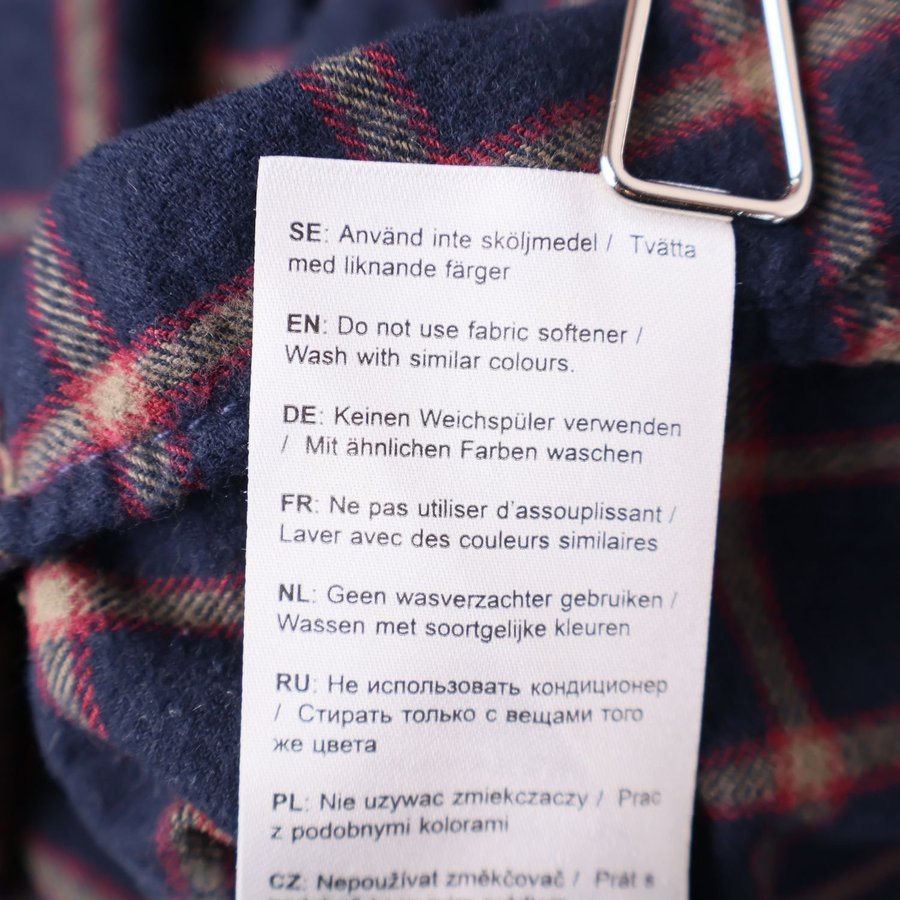 SE: Använd inte sköljmedel / Tvätta
med liknande färger
EN: Do not use fabric softener /
Wash with similar colours.
DE: Keinen Weichspüler verwenden
/ Mit ähnlichen Farben waschen
FR: Ne pas utiliser d'assouplissant /
Laver avec des couleurs similaires
NL: Geen wasverzachter gebruiken /
Wassen met soortgelijke kleuren
RU: Не использовать кондиционер
/ Стирать только с вещами того
же цвета
PL: Nie uzywac zmiekczaczy / Prac
z podobnymi kolorami
CZ: Nepoužívat změkčovač / Prát s